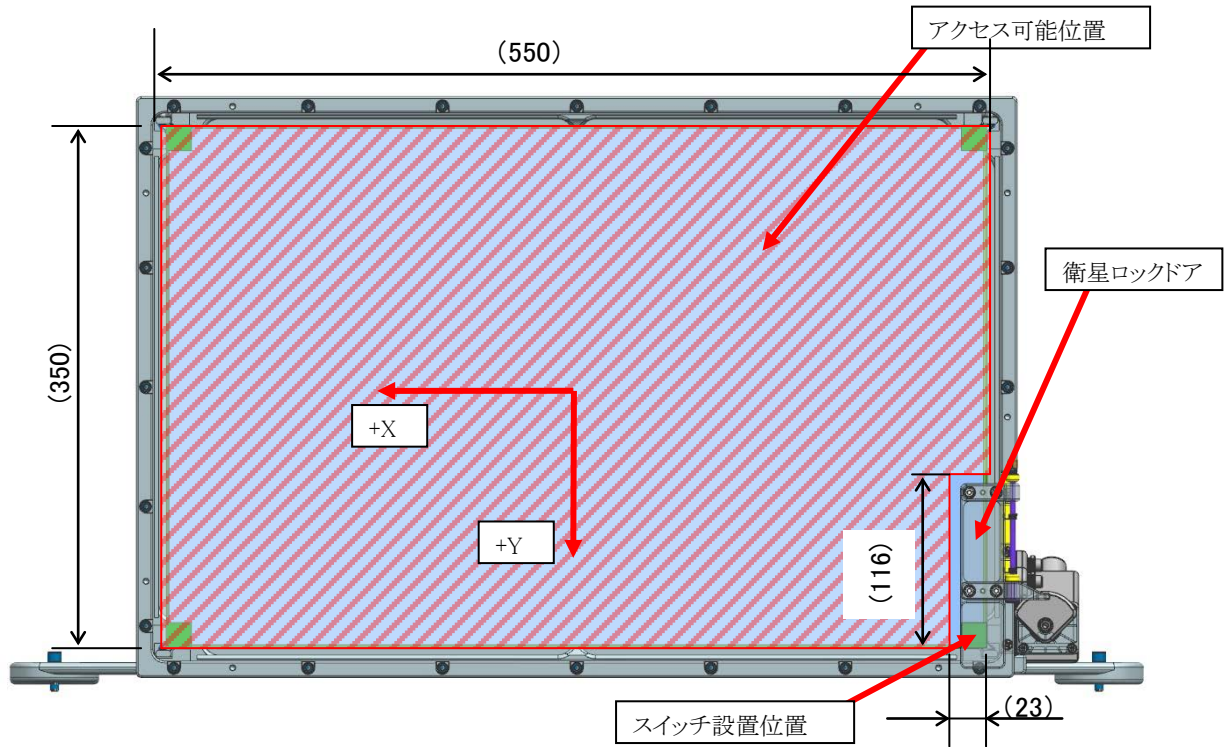 アクセス可能位置
(550)
衛星ロックドア
(350)
+X
+Y
(116)
(23)
スイッチ設置位置